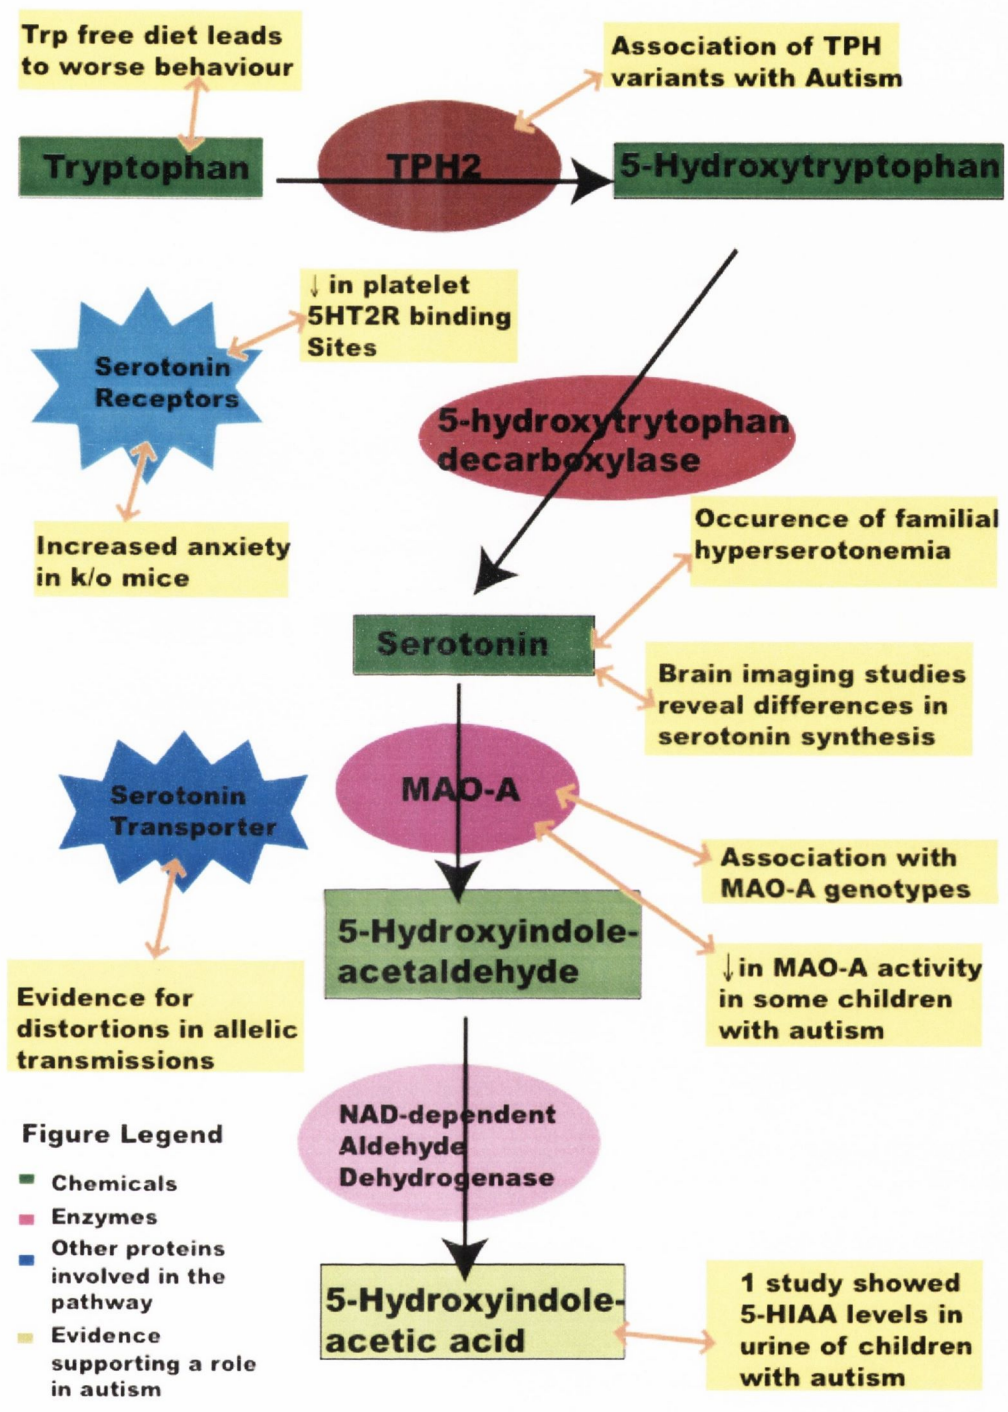 Trp free diet leads
to worse behaviour
Association of TPH
variants with Autism
Tryptophan
TPH2
5-Hydroxytryptophan
↓ in platelet
5HT2R binding
Sites
Serotonin
Receptors
5-hydroxytrytophan
decarboxylase
Increased anxiety
in k/o mice
Occurence of familial
hyperserotonemia
Serotonin
Brain imaging studies
reveal differences in
serotonin synthesis
Serotonin
Transporter
MAO-A
Association with
MAO-A genotypes
5-Hydroxyindole-
acetaldehyde
↓ in MAO-A activity
in some children
with autism
Evidence for
distortions in allelic
transmissions
NAD-dependent
Aldehyde
Dehydrogenase
Figure Legend
Chemicals
Enzymes
Other proteins
involved in the
pathway
Evidence
supporting a role
in autism
5-Hydroxyindole-
acetic acid
1 study showed
5-HIAA levels in
urine of children
with autism